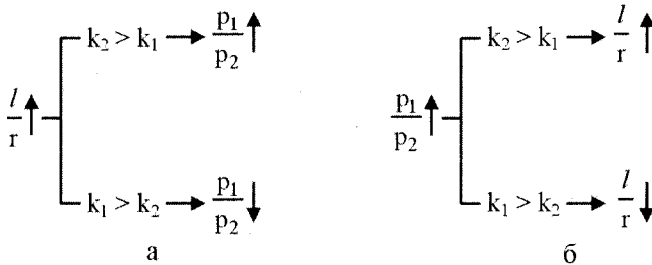 l/r ↑
k₂ > k₁ → p₁/p₂ ↑
k₁ > k₂ → p₁/p₂ ↓
а
p₁/p₂ ↑
k₂ > k₁ → l/r ↑
k₁ > k₂ → l/r ↓
б